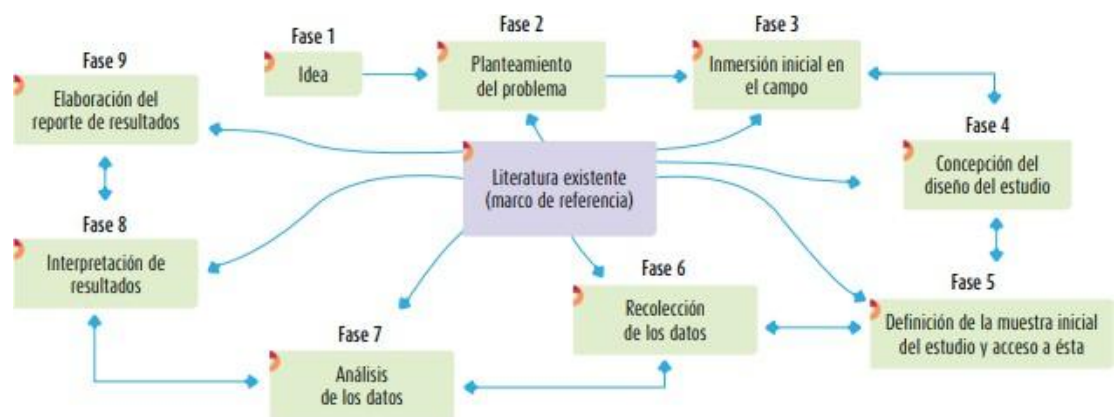 Fase 1
Idea
Fase 2
Planteamiento
del problema
Fase 3
Inmersión inicial en
el campo
Fase 4
Concepción del
diseño del estudio
Fase 5
Definición de la muestra inicial
del estudio y acceso a ésta
Fase 6
Recolección
de los datos
Fase 7
Análisis
de los datos
Fase 8
Interpretación de
resultados
Fase 9
Elaboración del
reporte de resultados
Literatura existente
(marco de referencia)